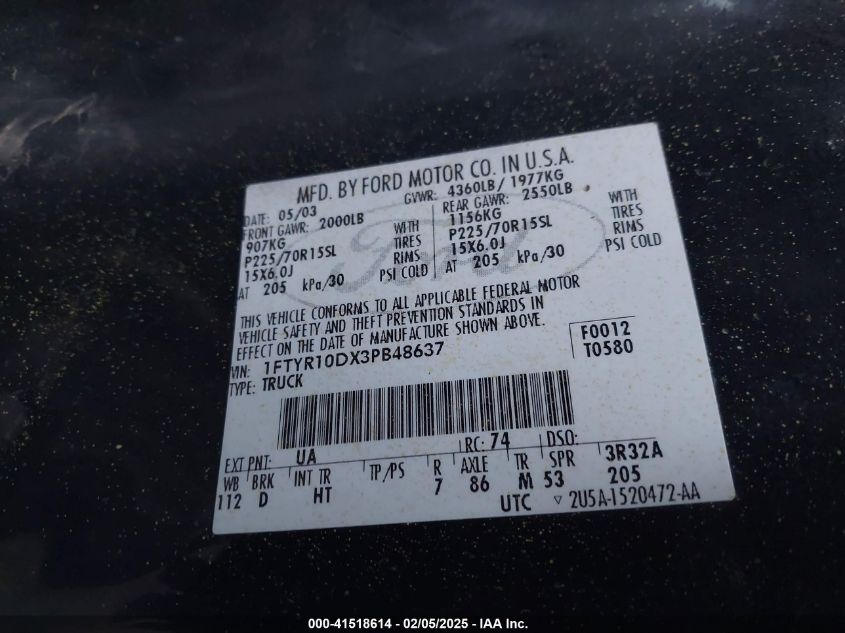 MFD. BY FORD MOTOR CO. IN U.S.A.
DATE: 05/03 GVWR: 4360LB/ 1977KG
FRONT GAWR: 2000LB REAR GAWR: 2550LB
907KG WITH 1156KG WITH
P225/70R15SL TIRES P225/70R15SL TIRES
15X6.0J RIMS 15X6.0J RIMS
AT 205 kPa/30 PSI COLD AT 205 kPa/30 PSI COLD
Ford
THIS VEHICLE CONFORMS TO ALL APPLICABLE FEDERAL MOTOR
VEHICLE SAFETY AND THEFT PREVENTION STANDARDS IN
EFFECT ON THE DATE OF MANUFACTURE SHOWN ABOVE.
VIN: 1FTYR10DX3PB48637 F0012
TYPE: TRUCK T0580
EXT PNT: UA RC: 74 DSO:
WB BRK INT TR TP/PS R AXLE TR SPR 3R32A
112 D HT 7 86 M 53 205
UTC ▽ 2U5A-1520472-AA
000-41518614 - 02/05/2025 - IAA Inc.